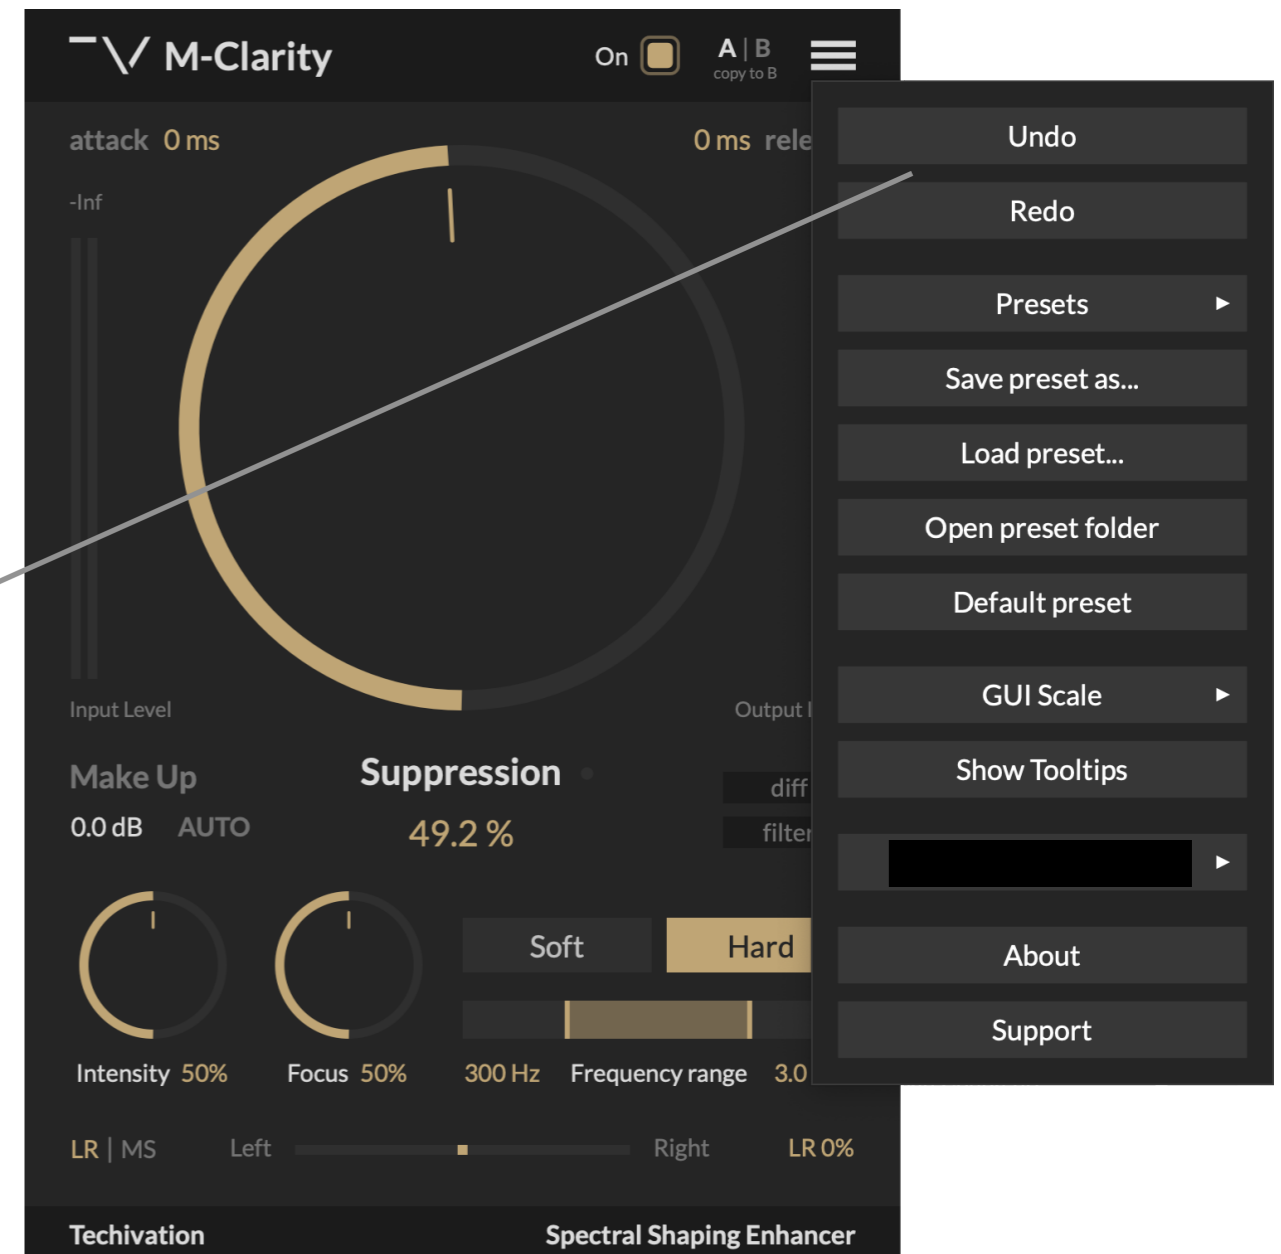 M-Clarity
On
A | B
copy to B
attack 0 ms
0 ms rele
-Inf
Input Level
Output
Make Up
Suppression
diff
0.0 dB AUTO
49.2 %
filter
Soft
Hard
Intensity 50%
Focus 50%
300 Hz Frequency range 3.0
LR | MS
Left
Right
LR 0%
Techivation
Spectral Shaping Enhancer
Undo
Redo
Presets
Save preset as...
Load preset...
Open preset folder
Default preset
GUI Scale
Show Tooltips
About
Support